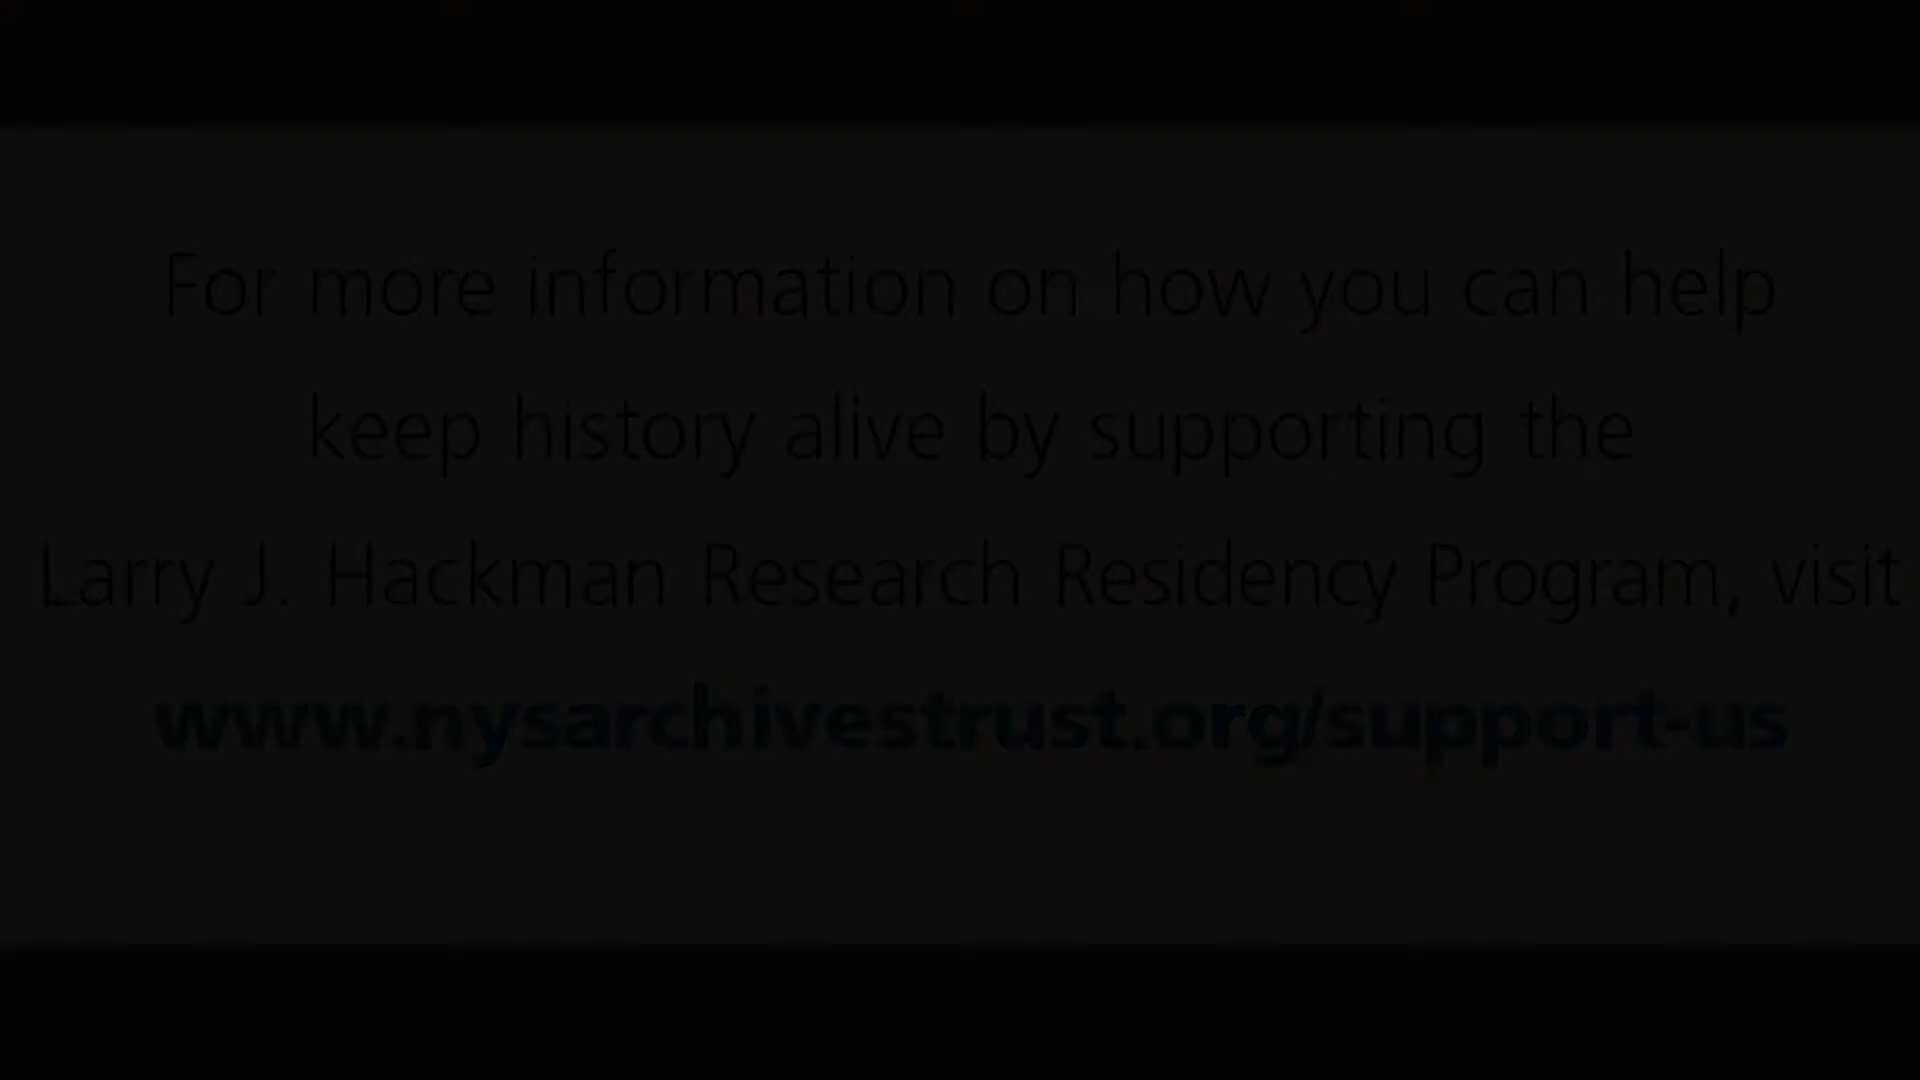 For more information on how you can help
keep history alive by supporting the
Larry J. Hackman Research Residency Program, visit
www.nysarchivestrust.org/support-us